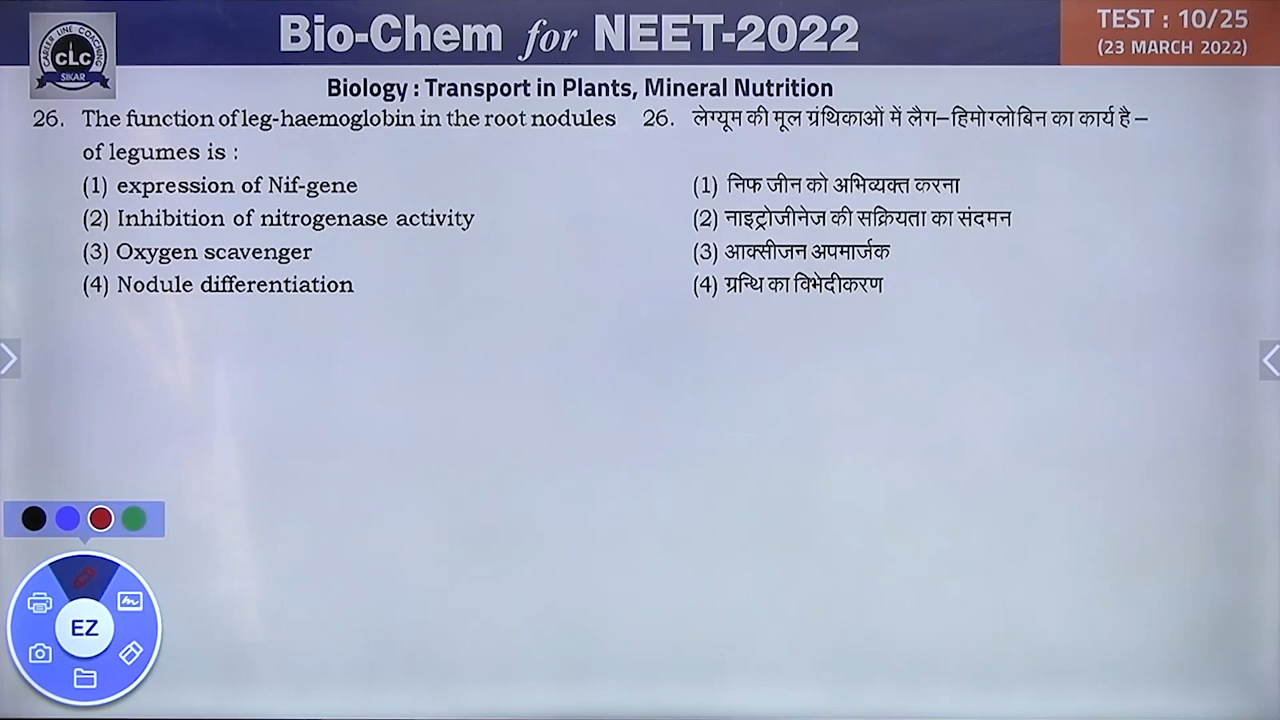 CAREER LINE COACHING
CLC
SIKAR
Bio-Chem for NEET-2022
TEST : 10/25
(23 MARCH 2022)
Biology : Transport in Plants, Mineral Nutrition
26. The function of leg-haemoglobin in the root nodules
of legumes is :
(1) expression of Nif-gene
(2) Inhibition of nitrogenase activity
(3) Oxygen scavenger
(4) Nodule differentiation
26. लेग्यूम की मूल ग्रंथिकाओं में लैग–हिमोग्लोबिन का कार्य है –
(1) निफ जीन को अभिव्यक्त करना
(2) नाइट्रोजीनेज की सक्रियता का संदमन
(3) आक्सीजन अपमार्जक
(4) ग्रन्थि का विभेदीकरण
EZ